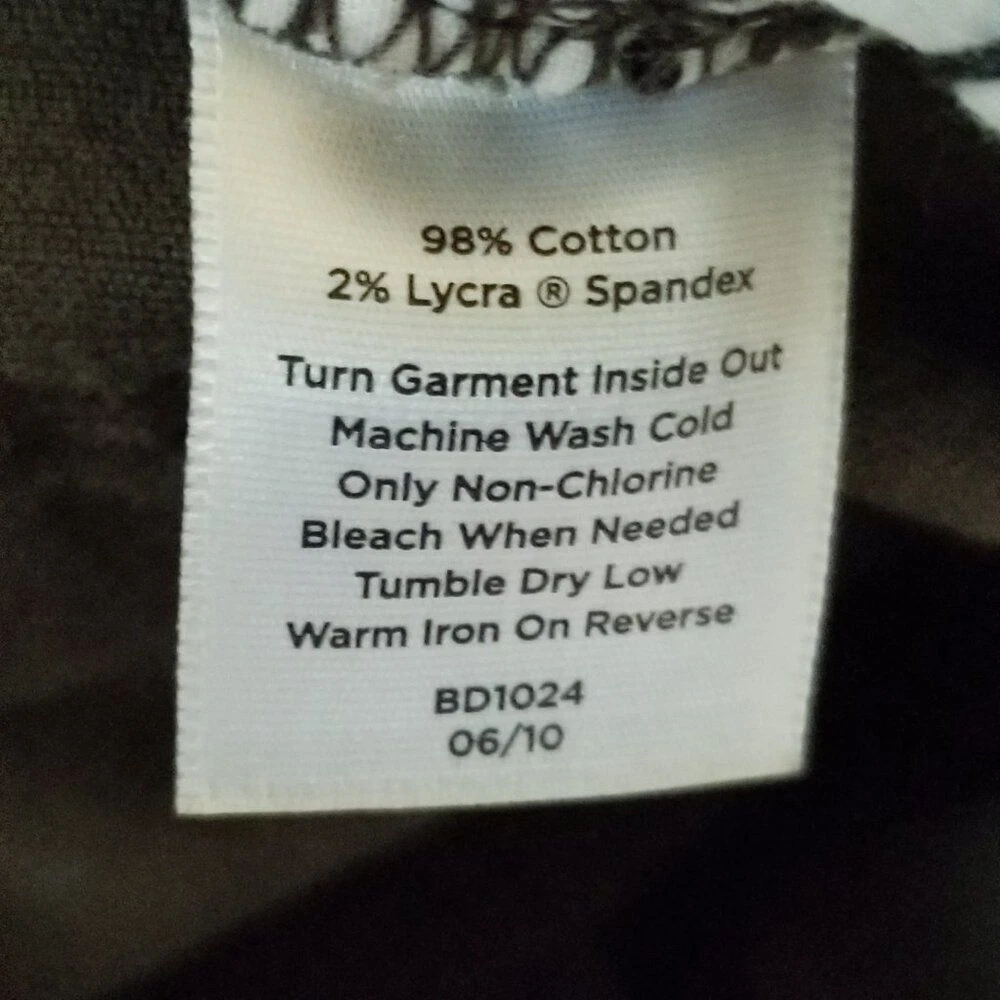 98% Cotton
2% Lycra ® Spandex
Turn Garment Inside Out
Machine Wash Cold
Only Non-Chlorine
Bleach When Needed
Tumble Dry Low
Warm Iron On Reverse
BD1024
06/10